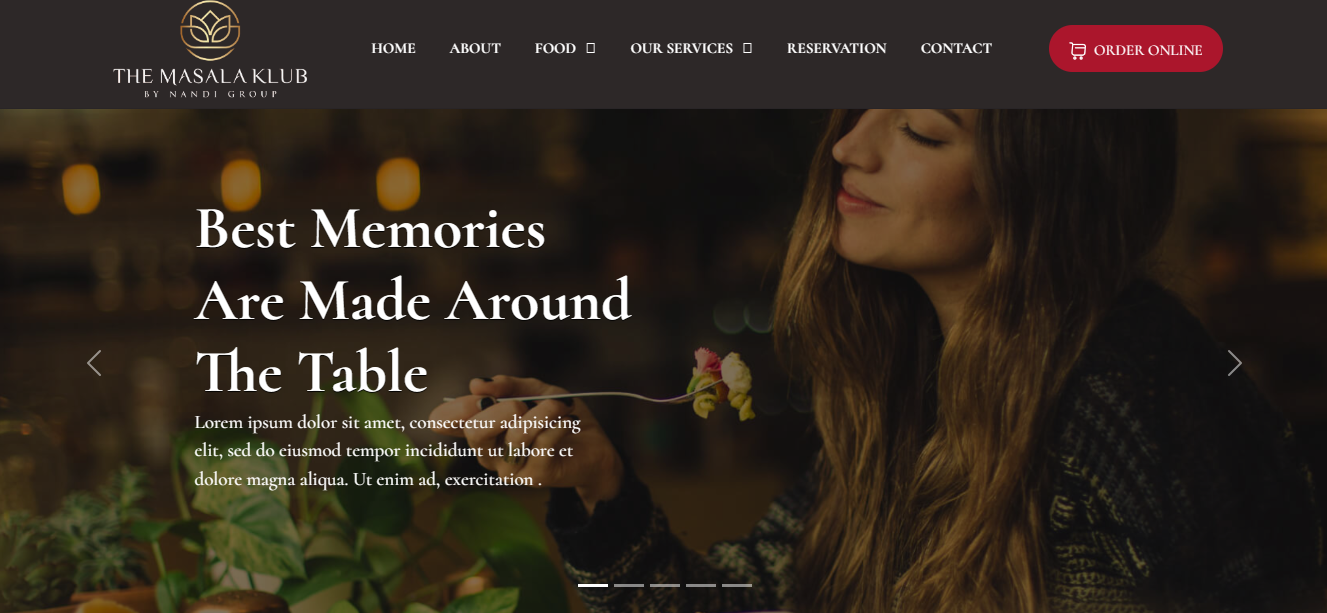 THE MASALA KLUB
BY NANDI GROUP
HOME ABOUT FOOD OUR SERVICES RESERVATION CONTACT
ORDER ONLINE
Best Memories
Are Made Around
The Table
Lorem ipsum dolor sit amet, consectetur adipisicing
elit, sed do eiusmod tempor incididunt ut labore et
dolore magna aliqua. Ut enim ad, exercitation .